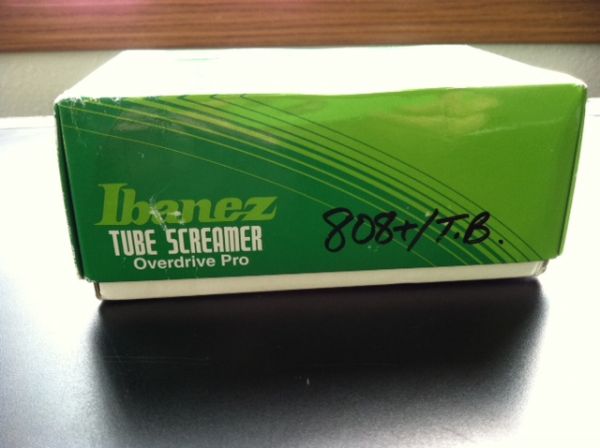 Ibanez
TUBE SCREAMER
Overdrive Pro
808+/T.B.